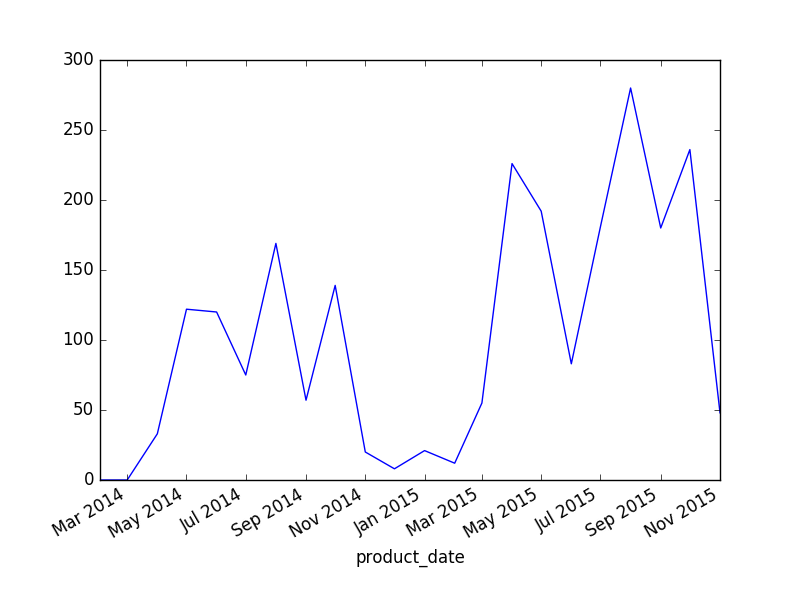 300
250
200
150
100
50
0
Mar 2014
May 2014
Jul 2014
Sep 2014
Nov 2014
Jan 2015
Mar 2015
May 2015
Jul 2015
Sep 2015
Nov 2015
product_date